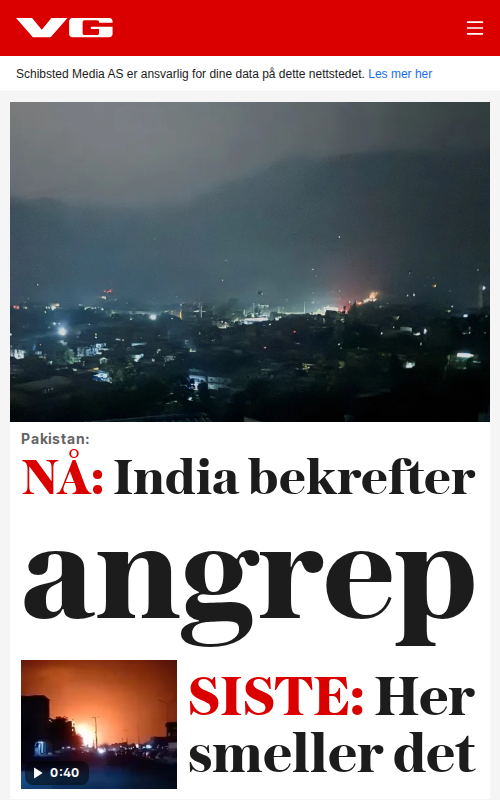 VG
Schibsted Media AS er ansvarlig for dine data på dette nettstedet. Les mer her
Pakistan:
NÅ: India bekrefter
angrep
0:40
SISTE: Her
smeller det